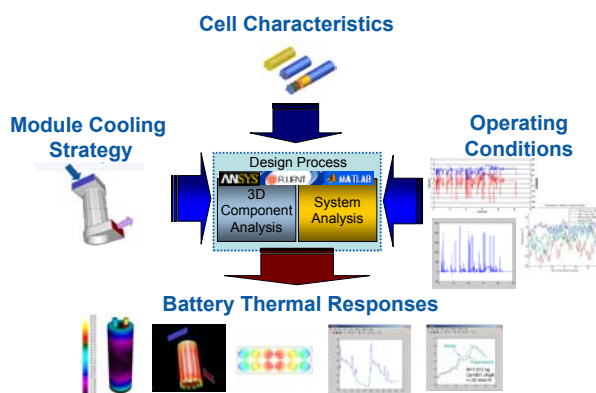 Cell Characteristics
Module Cooling
Strategy
Operating
Conditions
Design Process
ANSYS FLUENT MATLAB
3D
Component
Analysis
System
Analysis
Battery Thermal Responses